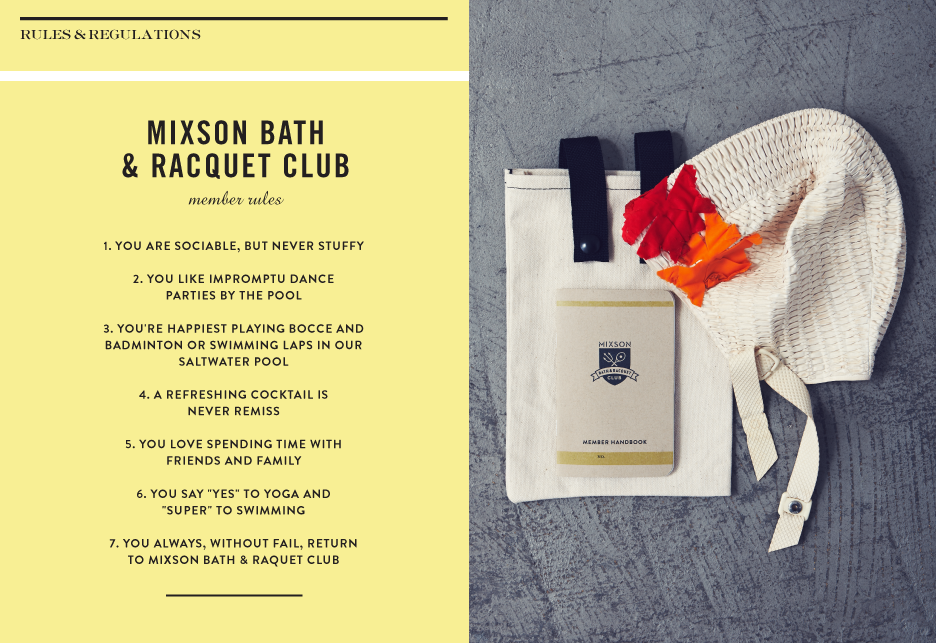 RULES & REGULATIONS
MIXSON BATH
& RACQUET CLUB
member rules
1. YOU ARE SOCIABLE, BUT NEVER STUFFY
2. YOU LIKE IMPROMPTU DANCE
PARTIES BY THE POOL
3. YOU'RE HAPPIEST PLAYING BOCCE AND
BADMINTON OR SWIMMING LAPS IN OUR
SALTWATER POOL
4. A REFRESHING COCKTAIL IS
NEVER REMISS
5. YOU LOVE SPENDING TIME WITH
FRIENDS AND FAMILY
6. YOU SAY "YES" TO YOGA AND
"SUPER" TO SWIMMING
7. YOU ALWAYS, WITHOUT FAIL, RETURN
TO MIXSON BATH & RAQUET CLUB
MIXSON
BATH & RACQUET
CLUB
MEMBER HANDBOOK